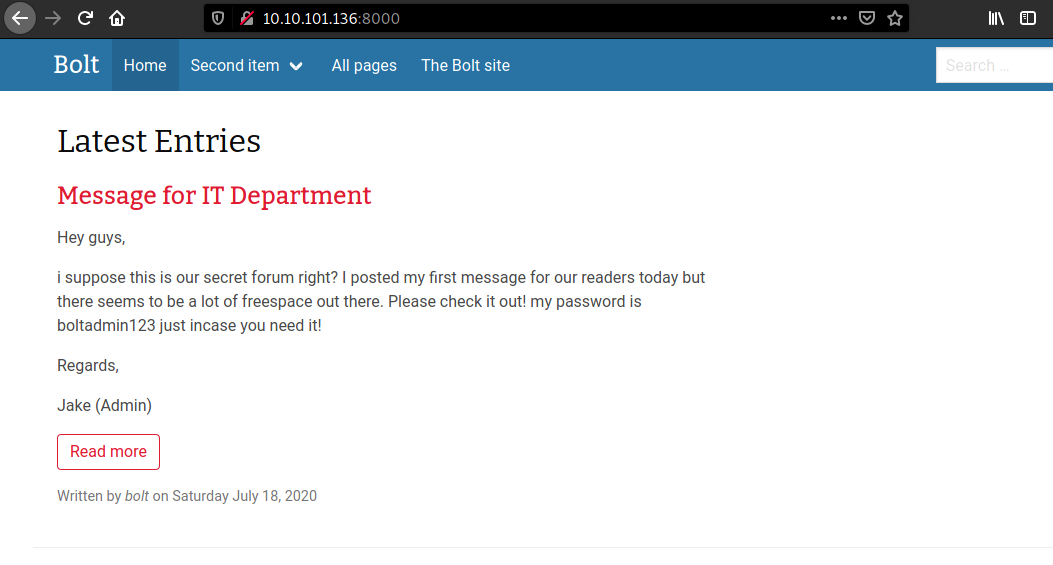 10.10.101.136:8000
Bolt Home Second item All pages The Bolt site Search ...
Latest Entries
Message for IT Department
Hey guys,
i suppose this is our secret forum right? I posted my first message for our readers today but
there seems to be a lot of freespace out there. Please check it out! my password is
boltadmin123 just incase you need it!
Regards,
Jake (Admin)
Read more
Written by bolt on Saturday July 18, 2020